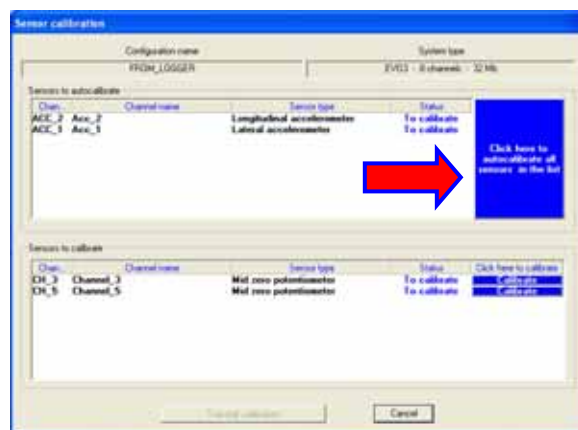 Sensor calibration
Configuration name System type
FROM_LOGGER EVO3 - 8 channels - 32 Mb
Sensors to autocalibrate
Chan. Channel name Sensor type Status
ACC_2 Acc_2 Longitudinal accelerometer To calibrate
ACC_1 Acc_1 Lateral accelerometer To calibrate
Click here to
autocalibrate all
sensors in the list
Sensors to calibrate
Chan. Channel name Sensor type Status Click here to calibrate
CH_3 Channel_3 Mid zero potentiometer To calibrate Calibrate
CH_5 Channel_5 Mid zero potentiometer To calibrate Calibrate
Transmit calibration Cancel